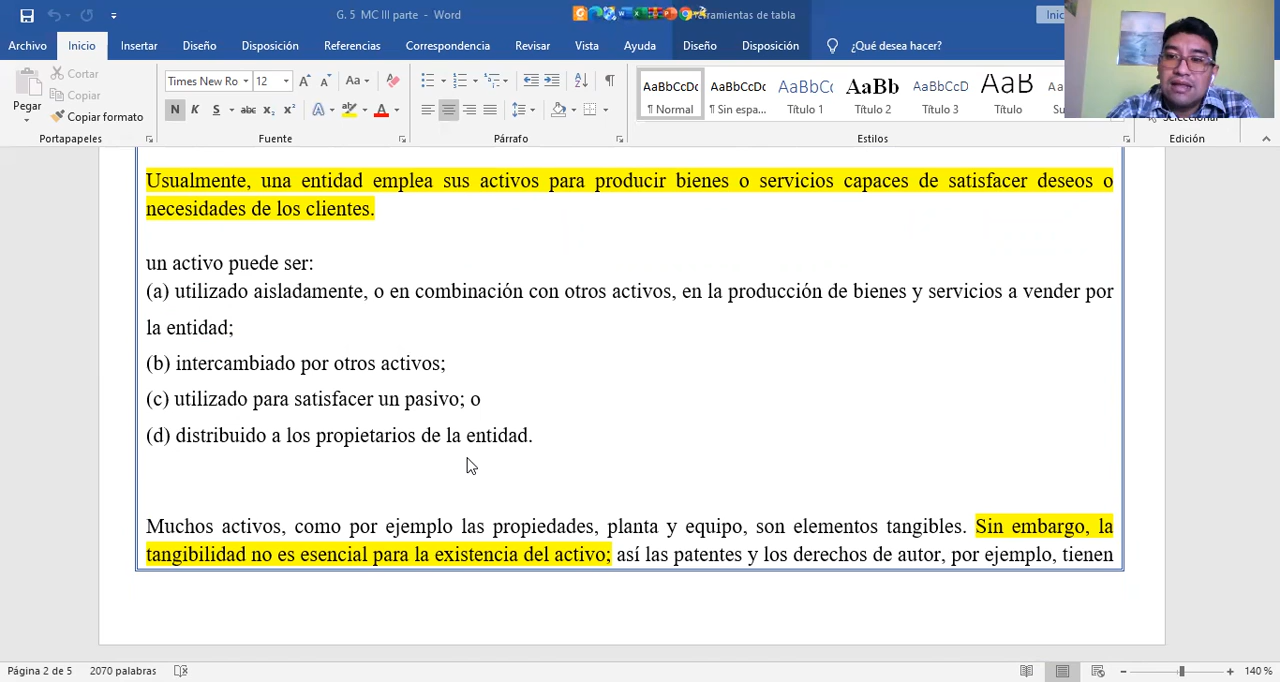 G. 5 MC III parte - Word
rramientas de tabla
Inic
Archivo Inicio Insertar Diseño Disposición Referencias Correspondencia Revisar Vista Ayuda Diseño Disposición ¿Qué desea hacer?
Pegar
Cortar
Copiar
Copiar formato
Portapapeles
Times New Ro 12
Aa
N K S abc x₂ x² A A
Fuente
Párrafo
AaBbCcDc AaBbCcDc AaBbCc AaBb AaBbCcD AaB
¶ Normal ¶ Sin espa... Título 1 Título 2 Título 3 Título
Estilos
Seleccionar
Edición
Usualmente, una entidad emplea sus activos para producir bienes o servicios capaces de satisfacer deseos o
necesidades de los clientes.
un activo puede ser:
(a) utilizado aisladamente, o en combinación con otros activos, en la producción de bienes y servicios a vender por
la entidad;
(b) intercambiado por otros activos;
(c) utilizado para satisfacer un pasivo; o
(d) distribuido a los propietarios de la entidad.
Muchos activos, como por ejemplo las propiedades, planta y equipo, son elementos tangibles. Sin embargo, la
tangibilidad no es esencial para la existencia del activo; así las patentes y los derechos de autor, por ejemplo, tienen
Página 2 de 5 2070 palabras 140 %